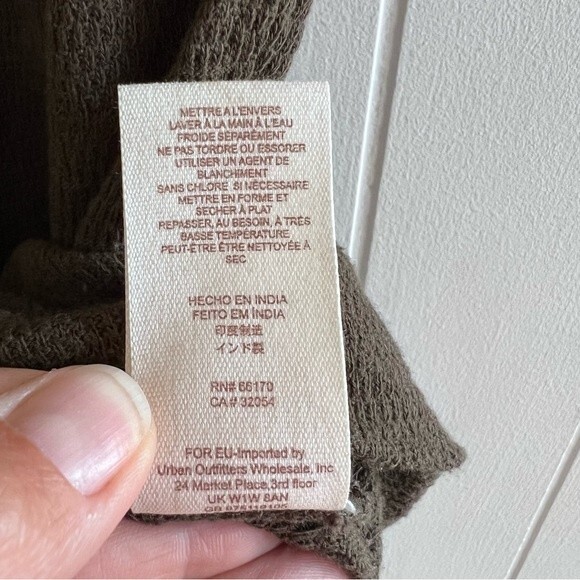 METTRE A L'ENVERS
LAVER À LA MAIN À L'EAU
FROIDE SÉPARÉMENT
NE PAS TORDRE OU ESSORER
UTILISER UN AGENT DE
BLANCHIMENT
SANS CHLORE SI NÉCESSAIRE
METTRE EN FORME ET
SÉCHER À PLAT
REPASSER, AU BESOIN, À TRÈS
BASSE TEMPÉRATURE
PEUT-ÊTRE ÊTRE NETTOYÉE À
SEC
HECHO EN INDIA
FEITO EM ÍNDIA
印度制造
インド製
RN# 66170
CA # 32054
FOR EU-Imported by
Urban Outfitters Wholesale, Inc
24 Market Place,3rd floor
UK W1W 8AN
GB